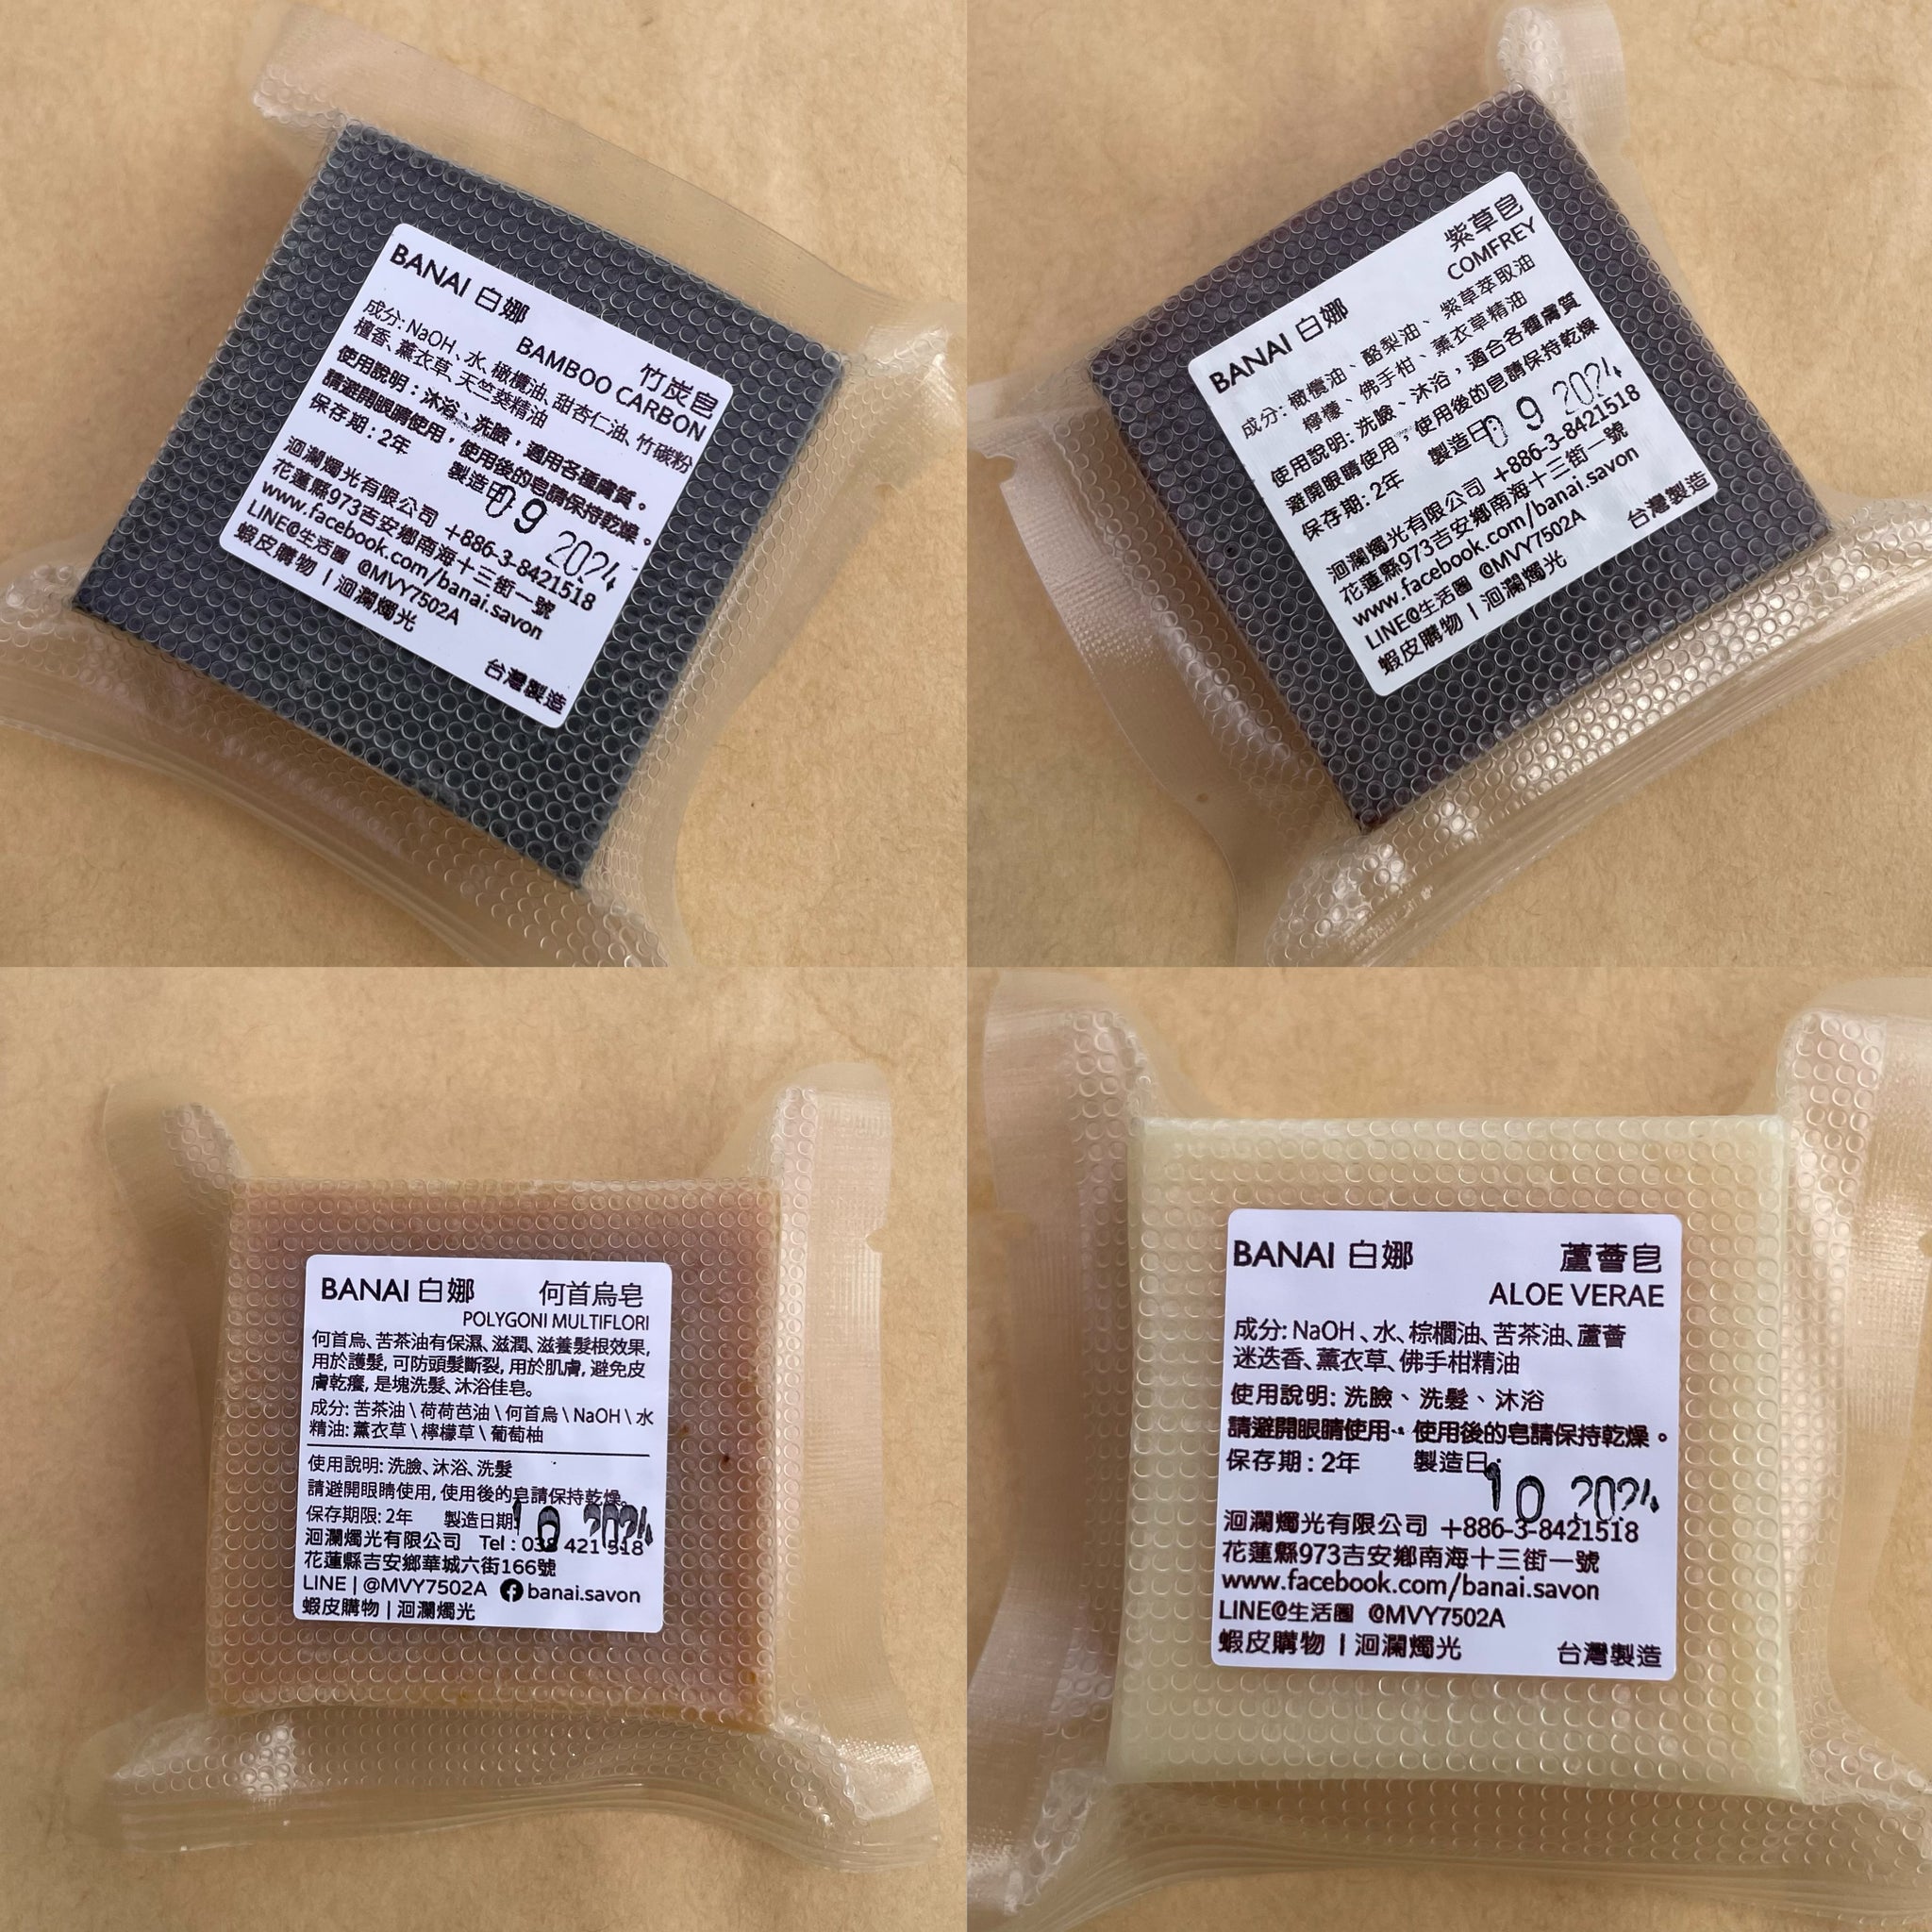 BANAI 白娜
竹炭皂
BAMBOO CARBON
成分: NaOH、水、橄欖油、甜杏仁油、竹碳粉
檀香、薰衣草、天竺葵精油
使用說明：沐浴、洗臉，適用各種膚質。
請避開眼睛使用，使用後的皂請保持乾燥。
保存期：2年 製造日 09 2024
洄瀾燭光有限公司 +886-3-8421518
花蓮縣973吉安鄉南海十三街一號
www.facebook.com/banai.savon
LINE@生活圈 @MVY7502A
蝦皮購物 | 洄瀾燭光
台灣製造
BANAI 白娜 紫草皂
COMFREY
成分: 橄欖油、酪梨油、紫草萃取油
檸檬、佛手柑、薰衣草精油
使用說明: 洗臉、沐浴，適合各種膚質
避開眼睛使用，使用後的皂請保持乾燥
保存期: 2年 製造日 09 2024
洄瀾燭光有限公司 +886-3-8421518
花蓮縣973吉安鄉南海十三街一號
www.facebook.com/banai.savon
LINE@生活圈 @MVY7502A
蝦皮購物 | 洄瀾燭光 台灣製造
BANAI 白娜 何首烏皂
POLYGONI MULTIFLORI
何首烏、苦茶油有保濕、滋潤、滋養髮根效果,
用於護髮, 可防頭髮斷裂, 用於肌膚, 避免皮
膚乾癢, 是塊洗髮、沐浴佳皂。
成分: 苦茶油 \ 荷荷芭油 \ 何首烏 \ NaOH \ 水
精油: 薰衣草 \ 檸檬草 \ 葡萄柚
使用說明: 洗臉、沐浴、洗髮
請避開眼睛使用, 使用後的皂請保持乾燥。
保存期限: 2年 製造日期: 10 2024
洄瀾燭光有限公司 Tel : 038 421 518
花蓮縣吉安鄉華城六街166號
LINE | @MVY7502A banai.savon
蝦皮購物 | 洄瀾燭光
BANAI 白娜 蘆薈皂
ALOE VERAE
成分: NaOH、水、棕櫚油、苦茶油、蘆薈
迷迭香、薰衣草、佛手柑精油
使用說明: 洗臉、洗髮、沐浴
請避開眼睛使用、使用後的皂請保持乾燥。
保存期 : 2年 製造日: 10 2024
洄瀾燭光有限公司 +886-3-8421518
花蓮縣973吉安鄉南海十三街一號
www.facebook.com/banai.savon
LINE@生活圈 @MVY7502A
蝦皮購物 | 洄瀾燭光 台灣製造